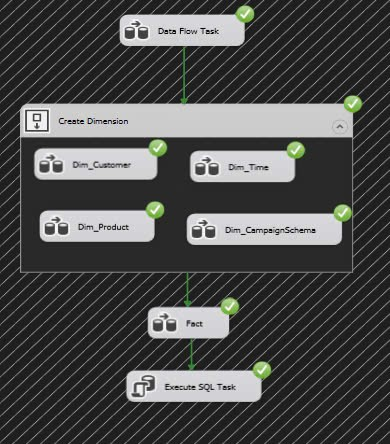 Data Flow Task
Create Dimension
Dim_Customer
Dim_Time
Dim_Product
Dim_CampaignSchema
Fact
Execute SQL Task